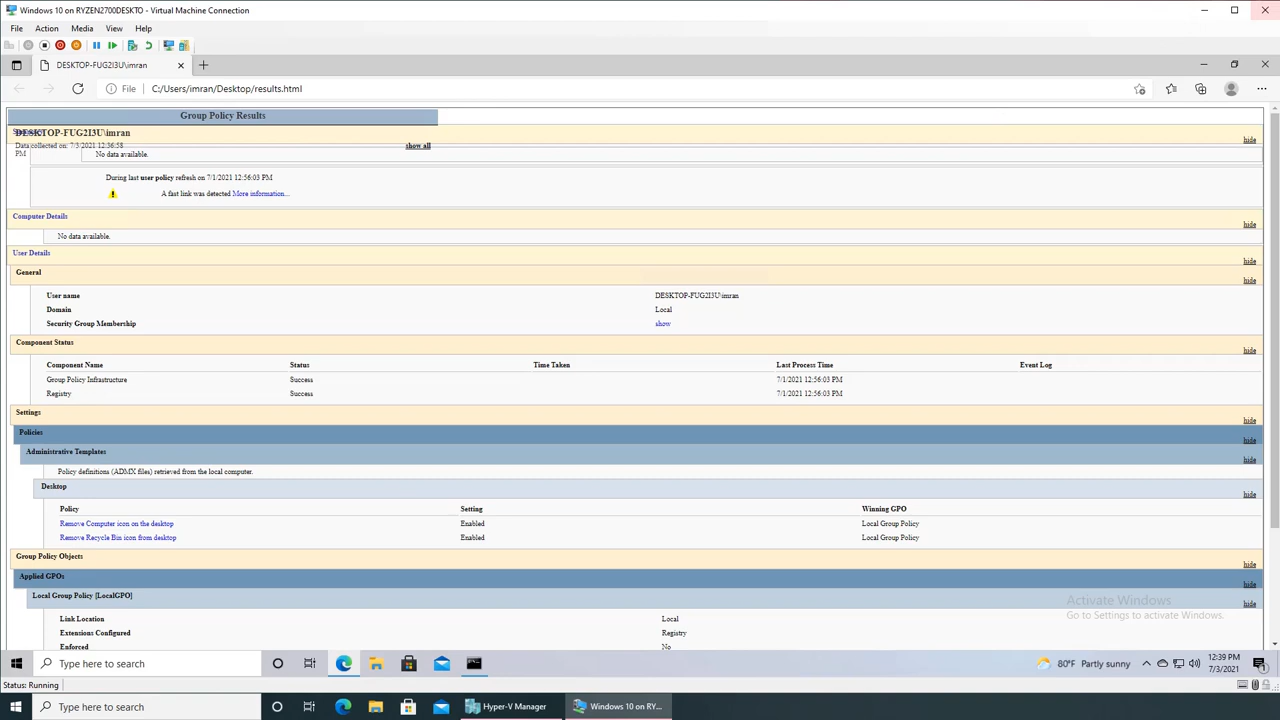 Windows 10 on RYZEN2700DESKTO - Virtual Machine Connection
File Action Media View Help
DESKTOP-FUG2I3U\imran
File C:/Users/imran/Desktop/results.html
Group Policy Results
DESKTOP-FUG2I3U\imran
hide
Data collected on: 7/3/2021 12:36:58 PM
show all
No data available.
During last user policy refresh on 7/1/2021 12:56:03 PM
A fast link was detected More information...
Computer Details
hide
No data available.
User Details
hide
General
hide
User name DESKTOP-FUG2I3U\imran
Domain Local
Security Group Membership show
Component Status
hide
Component Name Status Time Taken Last Process Time Event Log
Group Policy Infrastructure Success 7/1/2021 12:56:03 PM
Registry Success 7/1/2021 12:56:03 PM
Settings
hide
Policies
hide
Administrative Templates
hide
Policy definitions (ADMX files) retrieved from the local computer.
Desktop
hide
Policy Setting Winning GPO
Remove Computer icon on the desktop Enabled Local Group Policy
Remove Recycle Bin icon from desktop Enabled Local Group Policy
Group Policy Objects
hide
Applied GPOs
hide
Local Group Policy [LocalGPO]
hide
Link Location Local
Extensions Configured Registry
Enforced No
Activate Windows
Go to Settings to activate Windows.
Type here to search
80°F Partly sunny
12:39 PM
7/3/2021
Status: Running
Type here to search
Hyper-V Manager
Windows 10 on RY...